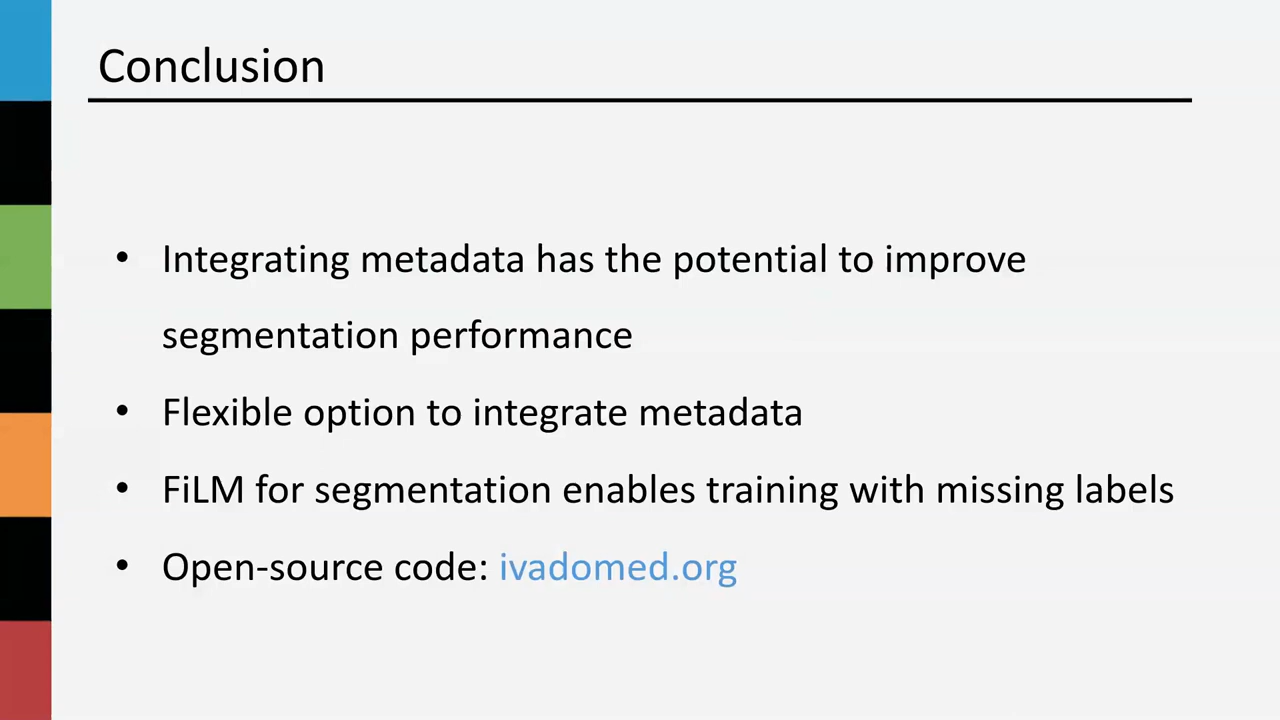 Conclusion
• Integrating metadata has the potential to improve
segmentation performance
• Flexible option to integrate metadata
• FiLM for segmentation enables training with missing labels
• Open-source code: ivadomed.org